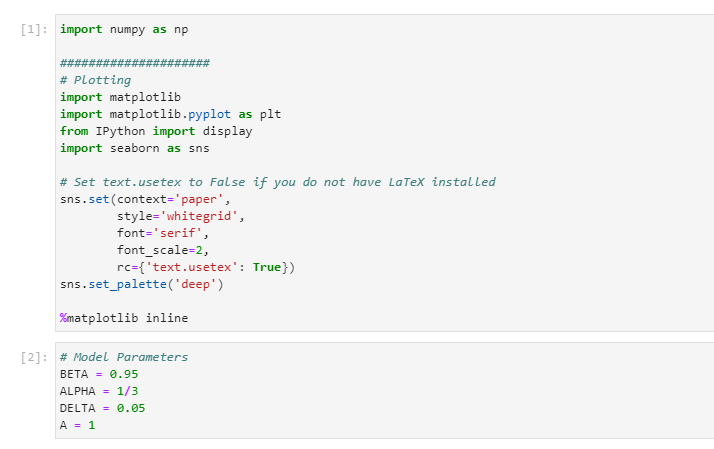 [1]: import numpy as np
#####################
# Plotting
import matplotlib
import matplotlib.pyplot as plt
from IPython import display
import seaborn as sns
# Set text.usetex to False if you do not have LaTeX installed
sns.set(context='paper',
style='whitegrid',
font='serif',
font_scale=2,
rc={'text.usetex': True})
sns.set_palette('deep')
%matplotlib inline
[2]: # Model Parameters
BETA = 0.95
ALPHA = 1/3
DELTA = 0.05
A = 1